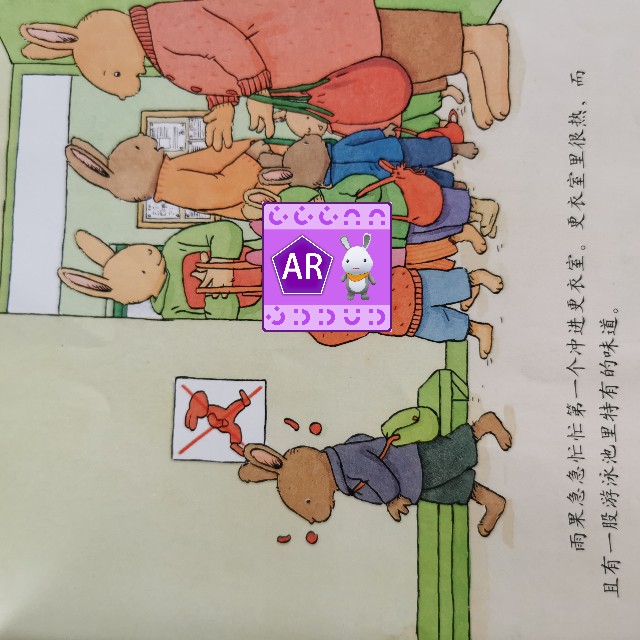 雨果急急忙忙第一个冲进更衣室。更衣室里很热，而
且有一股游泳池里特有的味道。
AR